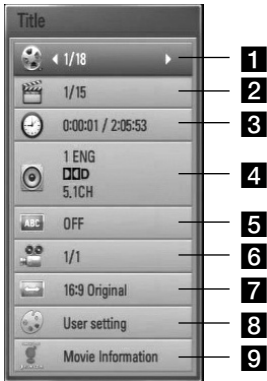 Title
1/18
1
1/15
2
0:00:01 / 2:05:53
3
1 ENG
DD D
5.1CH
4
ABC
OFF
5
1/1
6
16:9 Original
7
User setting
8
Movie Information
9